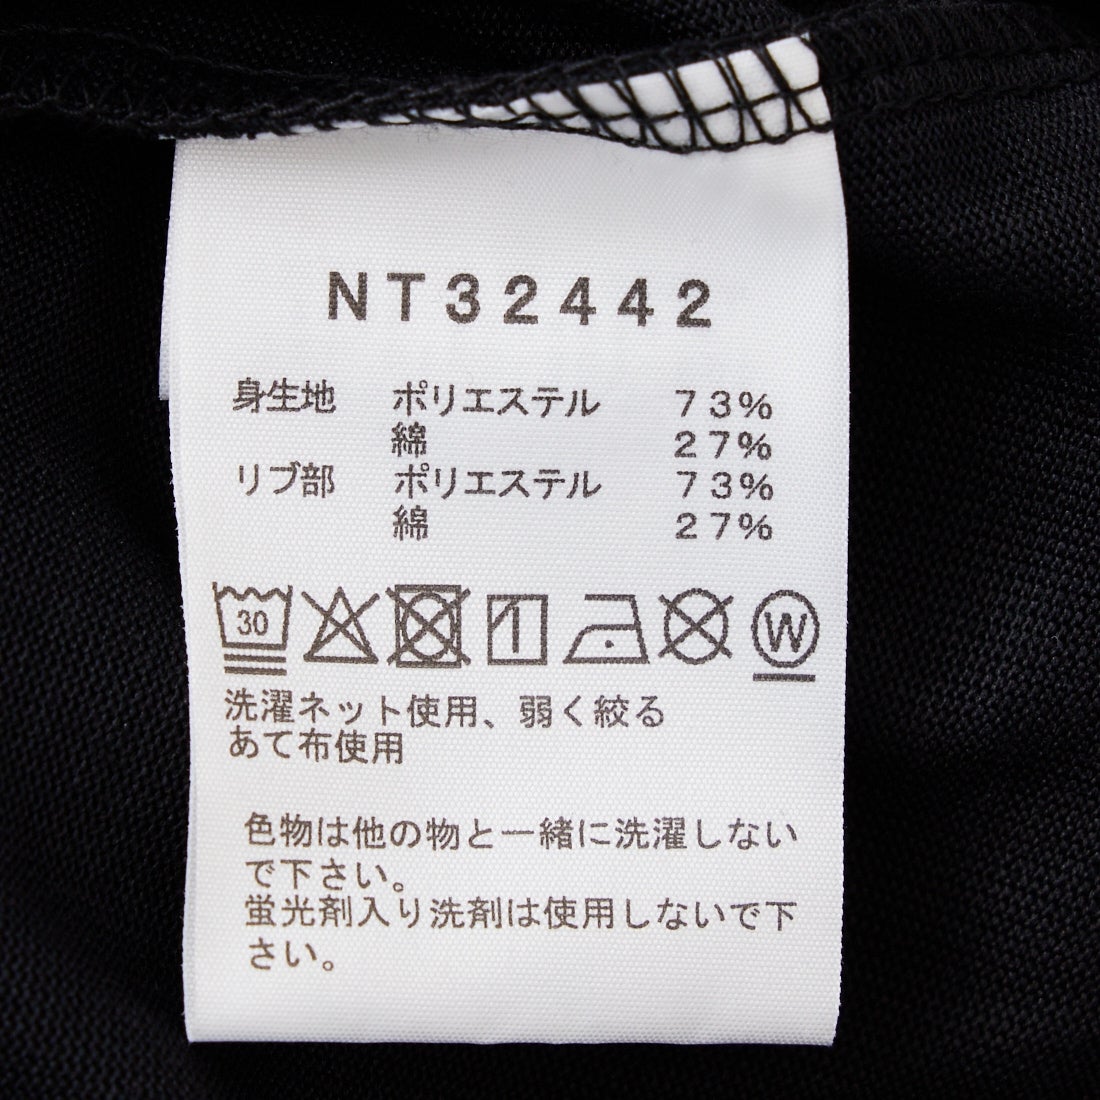 NT32442
身生地 ポリエステル 73%
綿 27%
リブ部 ポリエステル 73%
綿 27%
30 W
洗濯ネット使用、弱く絞る
あて布使用
色物は他の物と一緒に洗濯しない
で下さい。
蛍光剤入り洗剤は使用しないで下
さい。